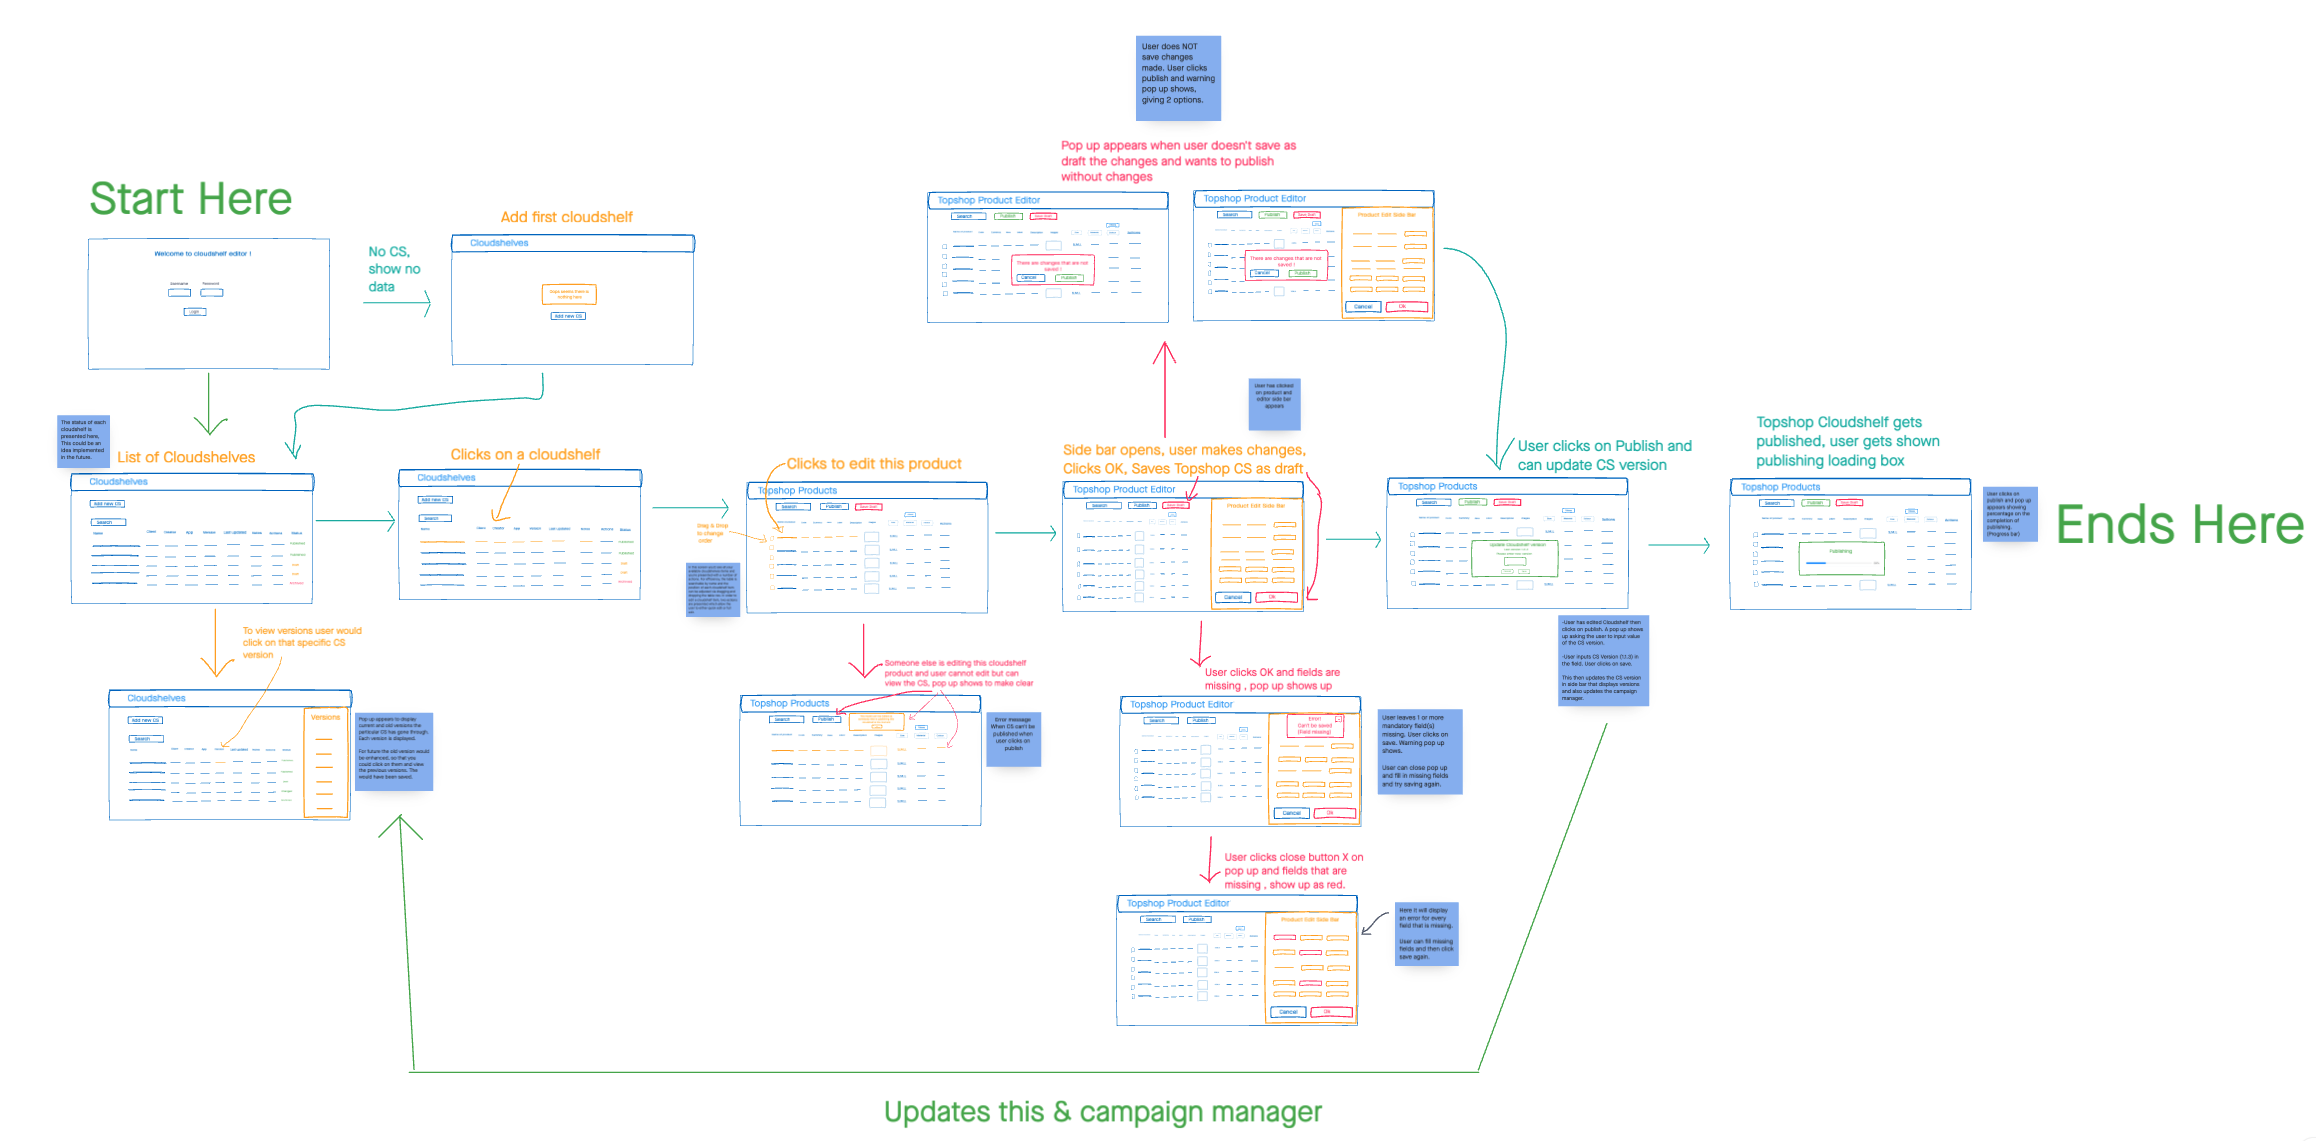 User does NOT
save changes
made. User clicks
publish and warning
pop up shows,
giving 2 options.
Pop up appears when user doesn't save as
draft the changes and wants to publish
without changes
Start Here
Welcome to cloudshelf editor !
Username Password
Login
No CS,
show no
data
Add first cloudshelf
Cloudshelves
Oops seems there is
nothing here
Add new CS
Topshop Product Editor
Search Publish Save Draft
There are changes that are not
saved !
Cancel Publish
Topshop Product Editor
Search Publish Save Draft
Product Edit Side Bar
There are changes that are not
saved !
Cancel Publish
Cancel OK
User has clicked
on product and
editor side bar
appears
The status of each
cloudshelf is
presented here,
This could be an
idea implemented
in the future.
List of Cloudshelves
Cloudshelves
Add new CS
Search
Clicks on a cloudshelf
Cloudshelves
Add new CS
Search
Clicks to edit this product
Topshop Products
Search Publish Save Draft
Drag & Drop
to change
order
Side bar opens, user makes changes,
Clicks OK, Saves Topshop CS as draft
Topshop Product Editor
Search Publish Save Draft
Product Edit Side Bar
Cancel Ok
User clicks on Publish and
can update CS version
Topshop Products
Search Publish Save Draft
Update Cloudshelf version
Topshop Cloudshelf gets
published, user gets shown
publishing loading box
Topshop Products
Search Publish Save Draft
Publishing
User clicks on
publish and pop up
appears showing
percentage on the
completion of
publishing.
(Progress bar)
Ends Here
To view versions user would
click on that specific CS
version
Cloudshelves
Add new CS
Search
Versions
Pop up appears to display
current and old versions the
particular CS has gone through.
Each version is displayed.
For future the old version would
be enhanced, so that you
could click on them and view
the previous versions. The
would have been saved.
Someone else is editing this cloudshelf
product and user cannot edit but can
view the CS, pop up shows to make clear
Topshop Products
Search Publish
Error message
When CS can't be
published when
user clicks on
publish
User clicks OK and fields are
missing , pop up shows up
Topshop Product Editor
Search Publish
Error!
Can't be saved
(field missing)
Cancel OK
User leaves 1 or more
mandatory field(s)
missing. User clicks on
save. Warning pop up
shows.
User can close pop up
and fill in missing fields
and try saving again.
-User has edited Cloudshelf then
clicks on publish. A pop up shows
up asking the user to input value
of the CS version.
-User inputs CS Version (1.1.3) in
the field. User clicks on save.
This then updates the CS version
in side bar that displays versions
and also updates the campaign
manager.
User clicks close button X on
pop up and fields that are
missing , show up as red.
Topshop Product Editor
Search Publish
Product Edit Side Bar
Cancel OK
Here it will display
an error for every
field that is missing.
User can fill missing
fields and then click
save again.
Updates this & campaign manager